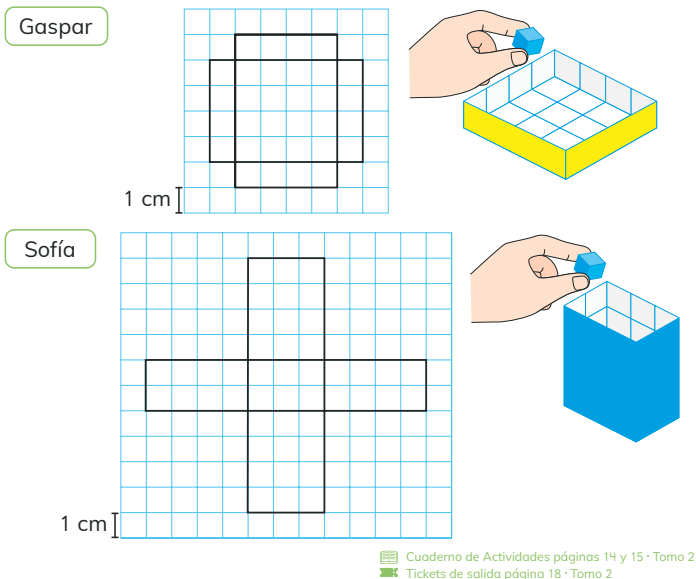 Gaspar
1 cm
Sofía
1 cm
Cuaderno de Actividades páginas 14 y 15 · Tomo 2
Tickets de salida página 18 · Tomo 2